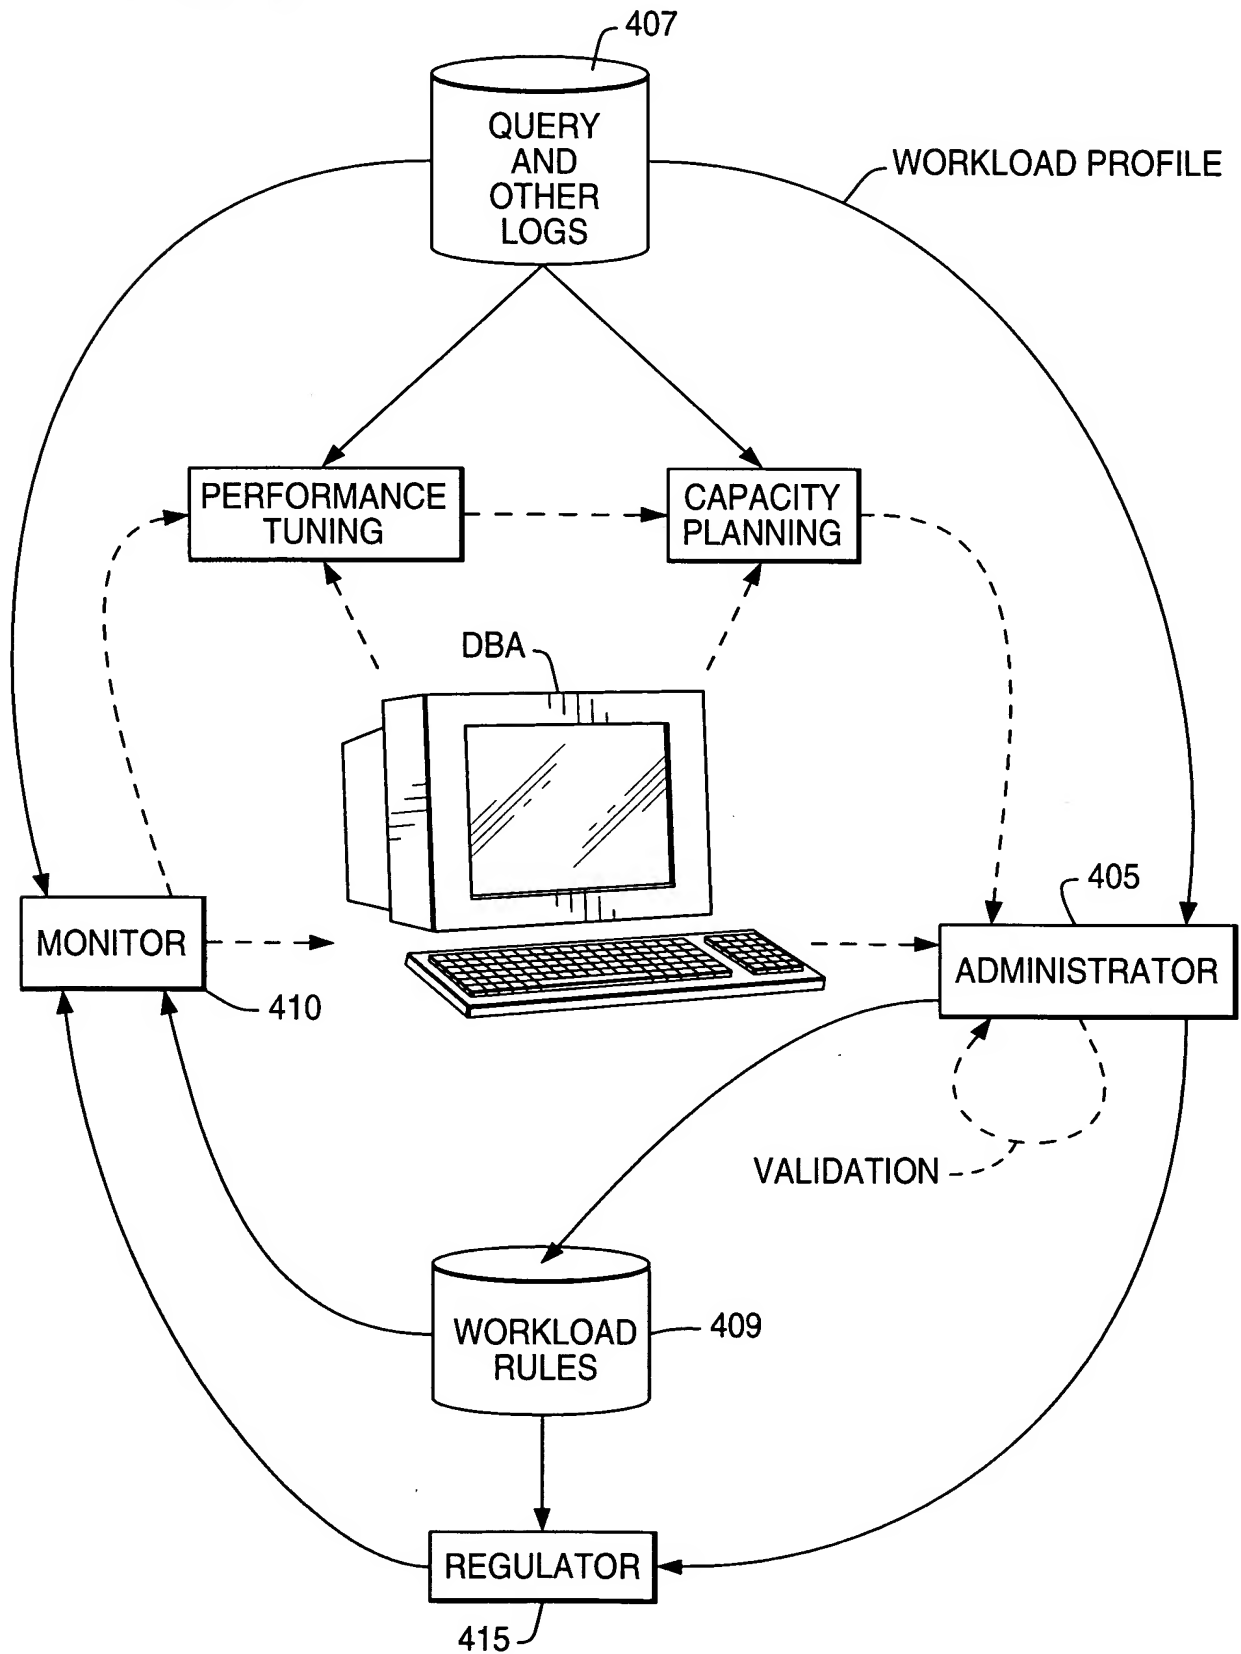 407
QUERY
AND
OTHER
LOGS
WORKLOAD PROFILE
PERFORMANCE
TUNING
CAPACITY
PLANNING
DBA
405
MONITOR
ADMINISTRATOR
410
VALIDATION
WORKLOAD
RULES
409
REGULATOR
415